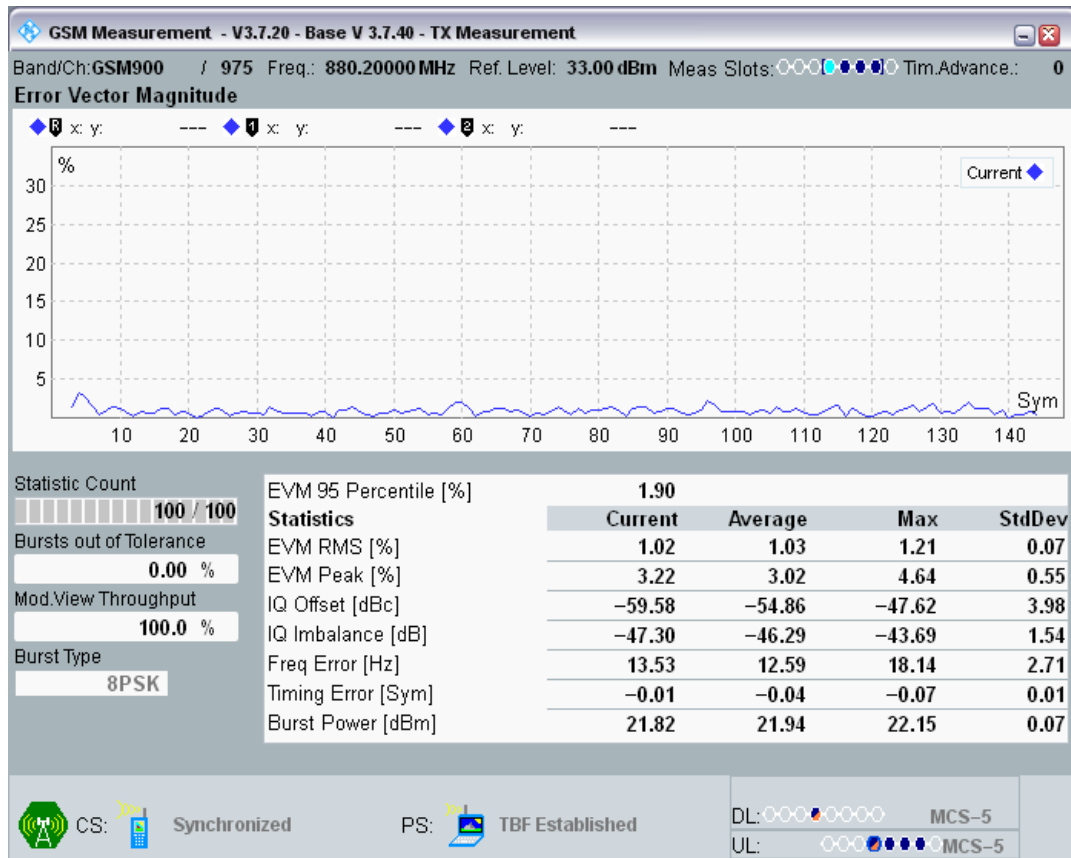 GSM Measurement - V3.7.20 - Base V 3.7.40 - TX Measurement
Band/Ch:GSM900 / 975 Freq.: 880.20000 MHz Ref. Level: 33.00 dBm Meas Slots: Tim.Advance.: 0
Error Vector Magnitude
R x: y: --- 1 x: y: --- 2 x: y: ---
%
Current
30
25
20
15
10
5
Sym
10 20 30 40 50 60 70 80 90 100 110 120 130 140
Statistic Count
100 / 100
Bursts out of Tolerance
0.00 %
Mod.View Throughput
100.0 %
Burst Type
8PSK
EVM 95 Percentile [%] 1.90
Statistics Current Average Max StdDev
EVM RMS [%] 1.02 1.03 1.21 0.07
EVM Peak [%] 3.22 3.02 4.64 0.55
IQ Offset [dBc] −59.58 −54.86 −47.62 3.98
IQ Imbalance [dB] −47.30 −46.29 −43.69 1.54
Freq Error [Hz] 13.53 12.59 18.14 2.71
Timing Error [Sym] −0.01 −0.04 −0.07 0.01
Burst Power [dBm] 21.82 21.94 22.15 0.07
CS: Synchronized PS: TBF Established
DL: MCS−5
UL: MCS−5